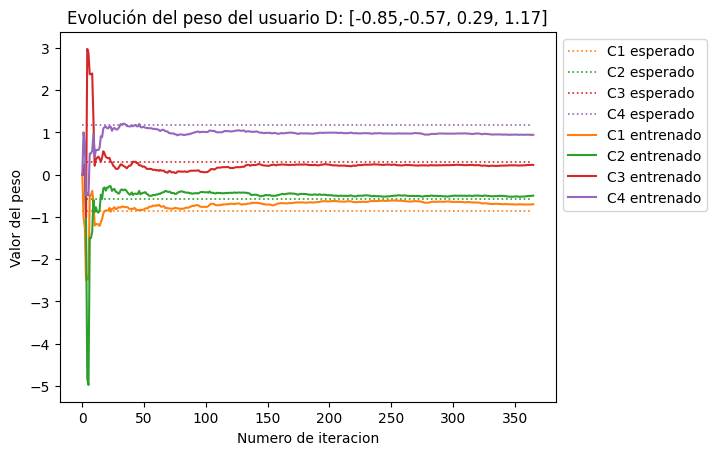 Evolución del peso del usuario D: [-0.85,-0.57, 0.29, 1.17]
3
2
1
0
−1
−2
−3
−4
−5
Valor del peso
0 50 100 150 200 250 300 350
Numero de iteracion
C1 esperado
C2 esperado
C3 esperado
C4 esperado
C1 entrenado
C2 entrenado
C3 entrenado
C4 entrenado